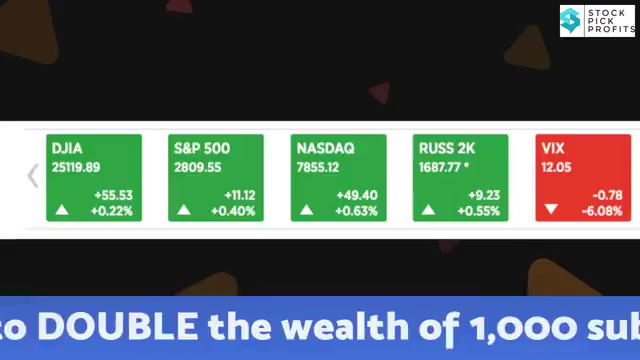 STOCK
PICK
PROFITS
DJIA
25119.89
+55.53
+0.22%
S&P 500
2809.55
+11.12
+0.40%
NASDAQ
7855.12
+49.40
+0.63%
RUSS 2K
1687.77 *
+9.23
+0.55%
VIX
12.05
-0.78
-6.08%
to DOUBLE the wealth of 1,000 sub